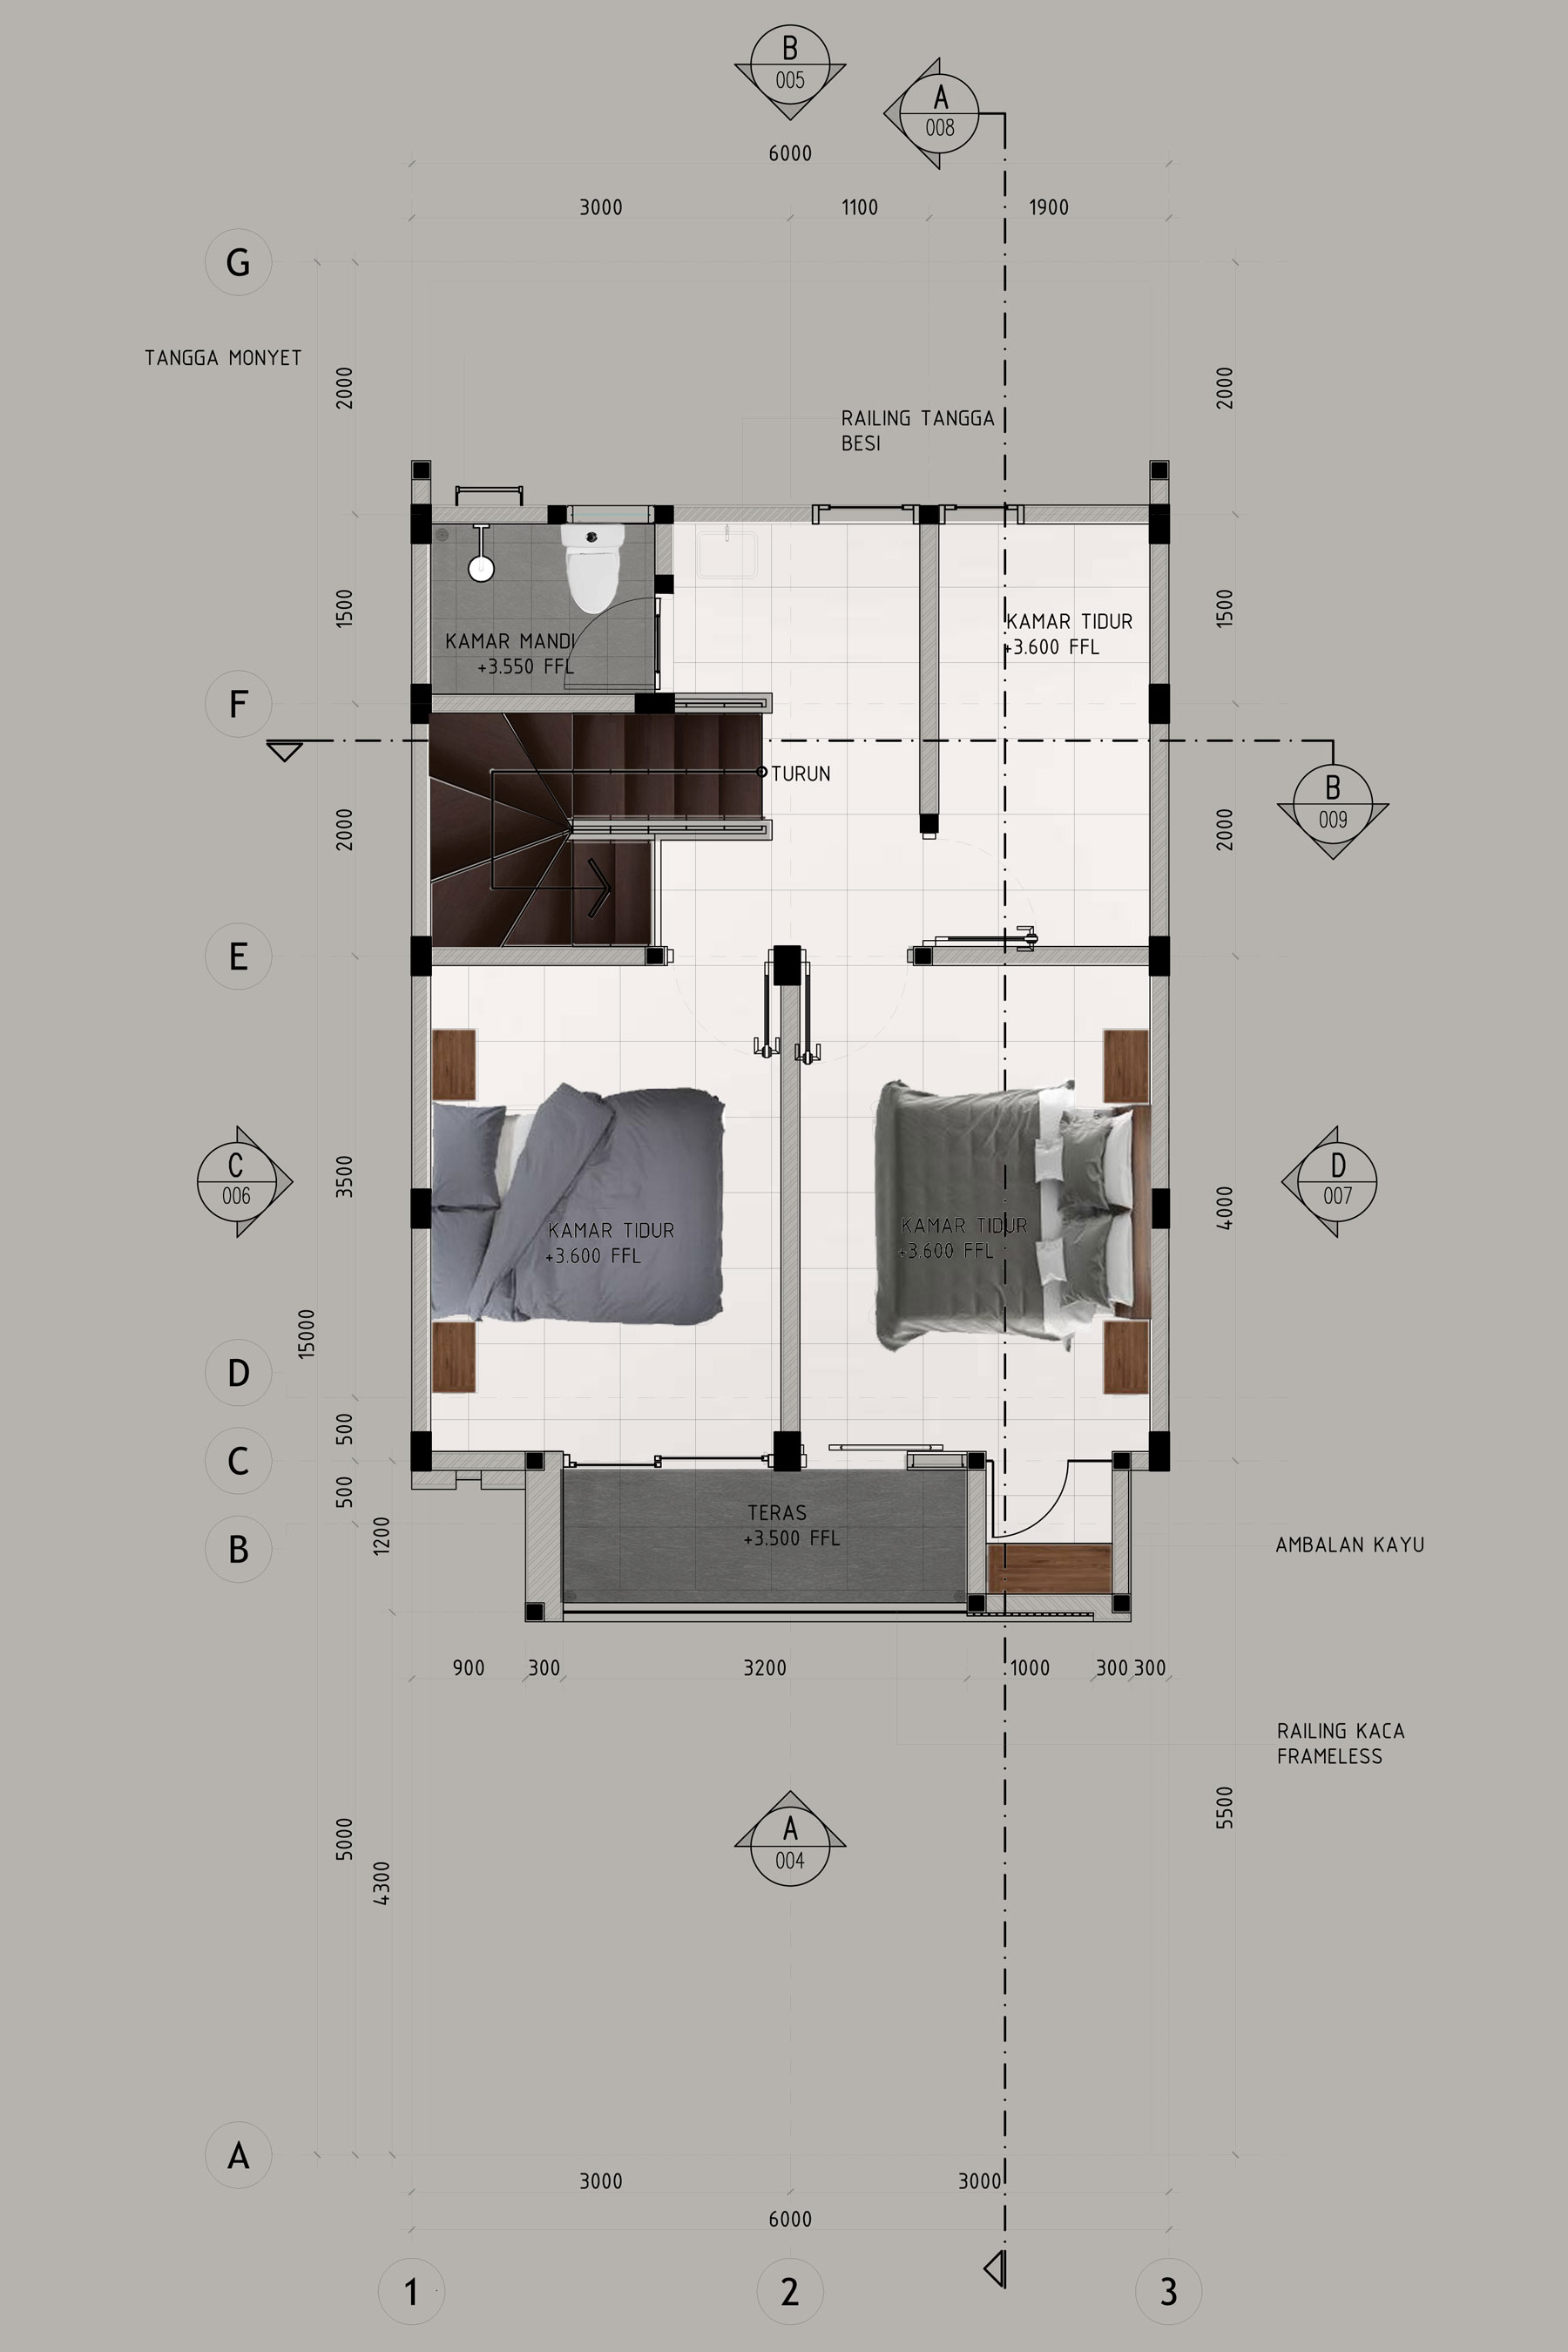 B
005
A
008
6000
3000
1100
1900
G
TANGGA MONYET
2000
2000
RAILING TANGGA
BESI
1500
KAMAR MANDI
+3.550 FFL
KAMAR TIDUR
+3.600 FFL
1500
F
TURUN
B
009
2000
2000
E
C
006
3500
KAMAR TIDUR
+3.600 FFL
KAMAR TIDUR
+3.600 FFL
4000
D
007
15000
D
500
C
500
TERAS
+3.500 FFL
1200
B
AMBALAN KAYU
900
300
3200
1000
300
300
RAILING KACA
FRAMELESS
A
004
5000
4300
5500
A
3000
3000
6000
1
2
3